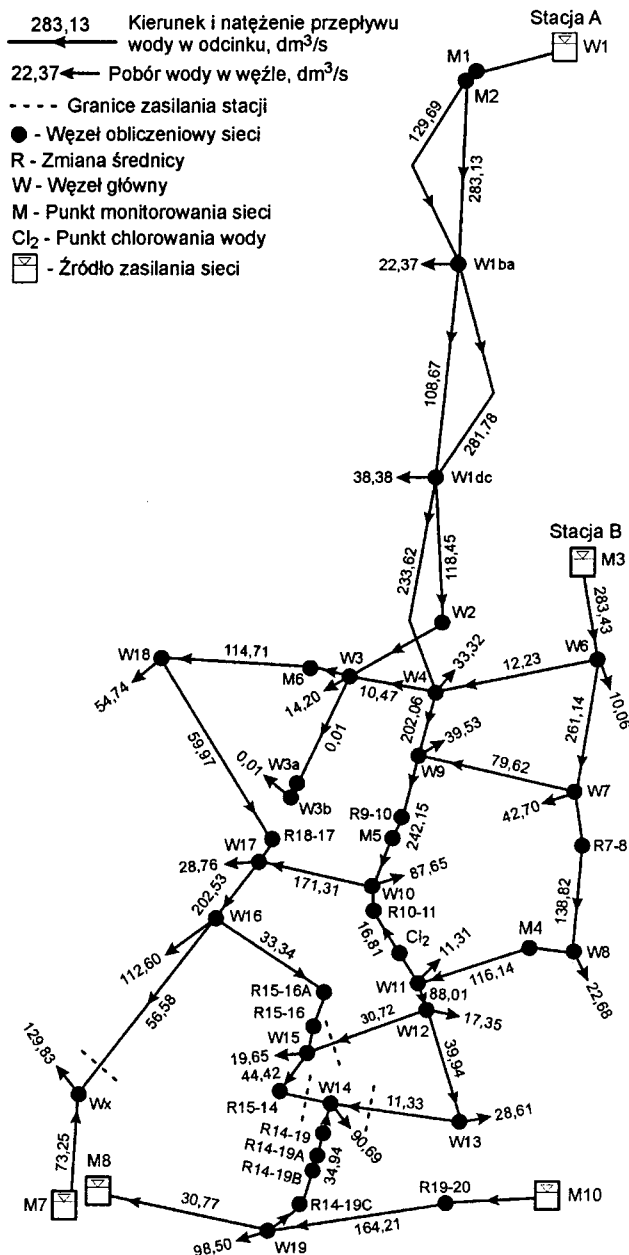 283,13 Kierunek i natężenie przepływu
wody w odcinku, dm³/s
22,37 Pobór wody w węźle, dm³/s
Granice zasilania stacji
- Węzeł obliczeniowy sieci
R - Zmiana średnicy
W - Węzeł główny
M - Punkt monitorowania sieci
Cl₂ - Punkt chlorowania wody
- Źródło zasilania sieci
Stacja A
W1
M1
M2
129,69
283,13
22,37
W1ba
108,67
281,78
38,38
W1dc
233,62
118,45
Stacja B
M3
283,43
W2
W18
114,71
W3
M6
W4
33,32
12,23
W6
54,74
14,20
10,47
202,06
10,06
261,14
59,97
0,01
0,01
W3a
W3b
39,53
W9
79,62
W7
42,70
R9-10
M5
242,15
R18-17
W17
28,76
R7-8
171,31
87,65
W10
R10-11
138,82
202,53
W16
16,81
Cl₂
M4
112,60
33,34
11,31
W11
116,14
W8
22,68
56,58
R15-16A
R15-16
88,01
W12
17,35
30,72
W15
19,65
44,42
39,94
129,83
R15-14
W14
11,33
28,61
W13
Wx
90,69
R14-19
R14-19A
R14-19B
34,94
73,25
M8
M7
30,77
R14-19C
R19-20
M10
164,21
98,50
W19